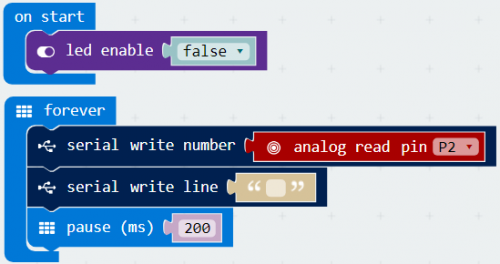 on start
led enable false
forever
serial write number analog read pin P2
serial write line “ ”
pause (ms) 200